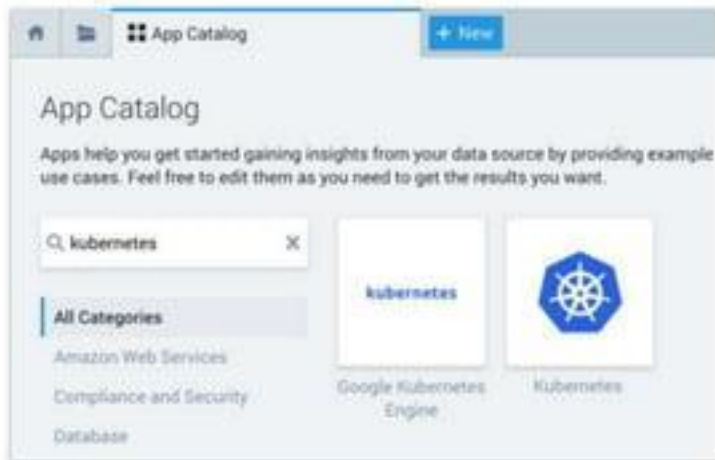 App Catalog
+ New
App Catalog
Apps help you get started gaining insights from your data source by providing example
use cases. Feel free to edit them as you need to get the results you want.
kubernetes
All Categories
Amazon Web Services
Compliance and Security
Database
kubernetes
Google Kubernetes
Engine
Kubernetes